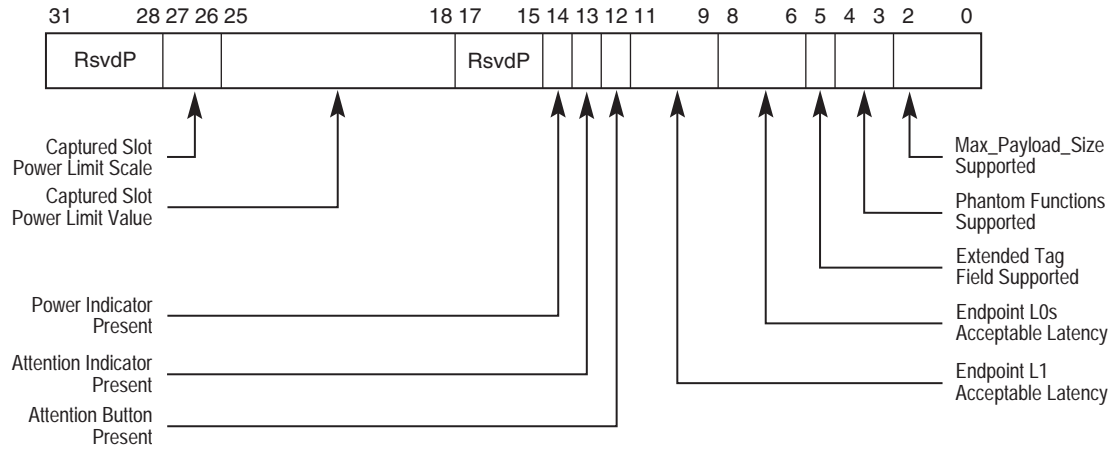 31 28 27 26 25 18 17 15 14 13 12 11 9 8 6 5 4 3 2 0
RsvdP RsvdP
Captured Slot
Power Limit Scale
Captured Slot
Power Limit Value
Power Indicator
Present
Attention Indicator
Present
Attention Button
Present
Max_Payload_Size
Supported
Phantom Functions
Supported
Extended Tag
Field Supported
Endpoint L0s
Acceptable Latency
Endpoint L1
Acceptable Latency